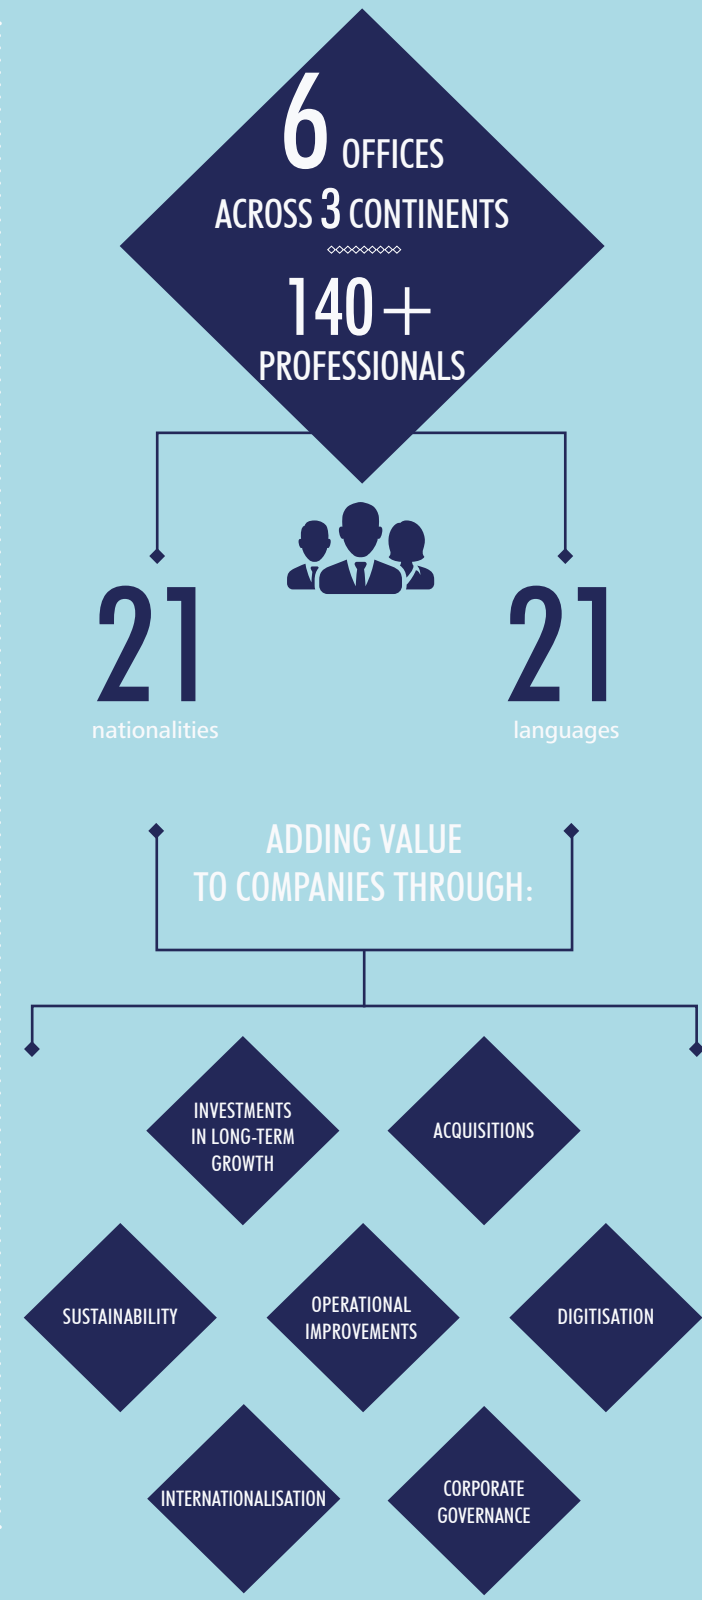 6 OFFICES
ACROSS 3 CONTINENTS
140+
PROFESSIONALS
21
nationalities
21
languages
ADDING VALUE
TO COMPANIES THROUGH:
INVESTMENTS
IN LONG-TERM
GROWTH
ACQUISITIONS
SUSTAINABILITY
OPERATIONAL
IMPROVEMENTS
DIGITISATION
INTERNATIONALISATION
CORPORATE
GOVERNANCE